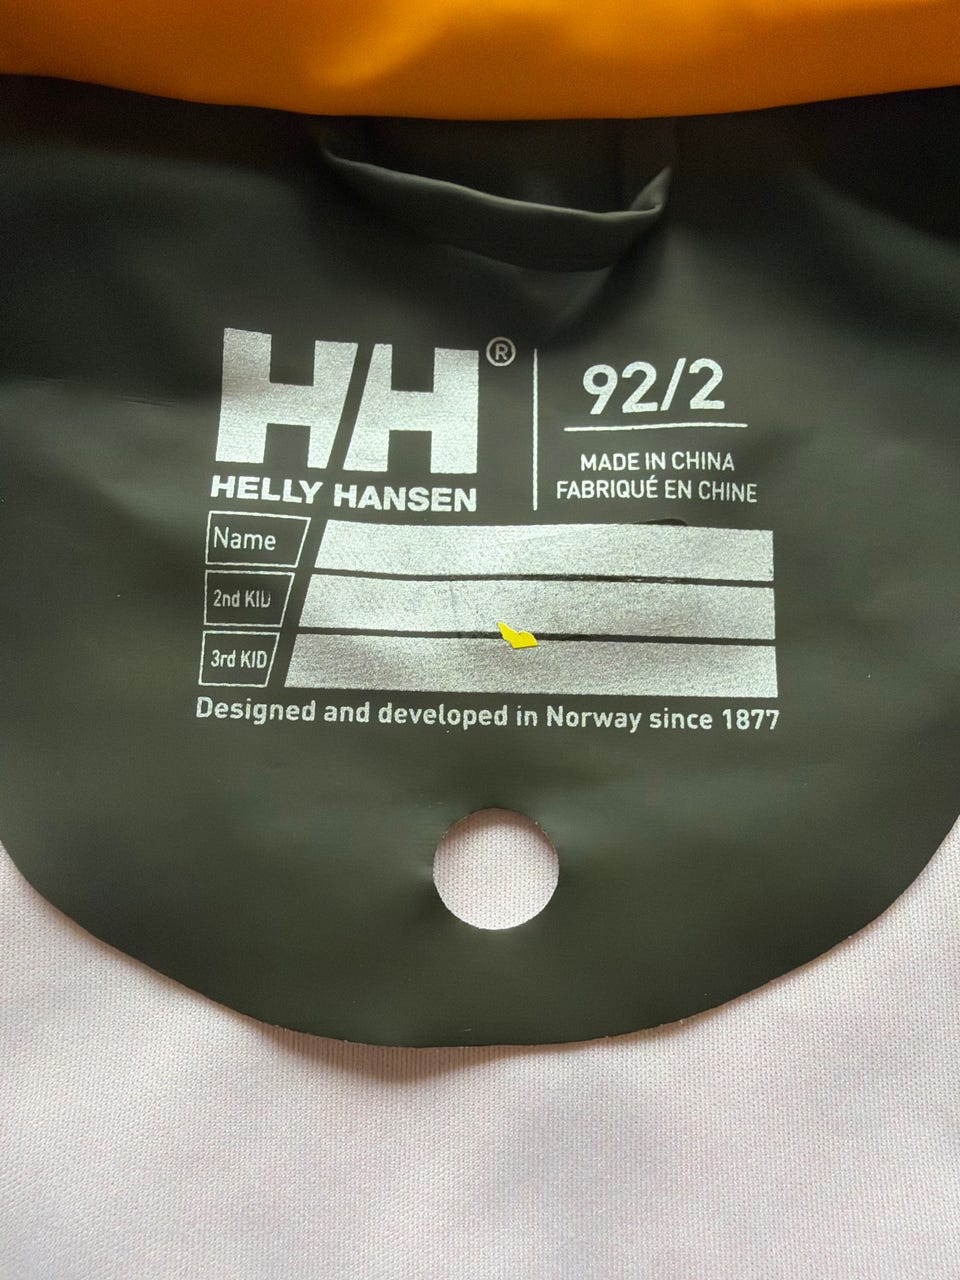 HH®
HELLY HANSEN
92/2
MADE IN CHINA
FABRIQUÉ EN CHINE
Name
2nd KID
3rd KID
Designed and developed in Norway since 1877